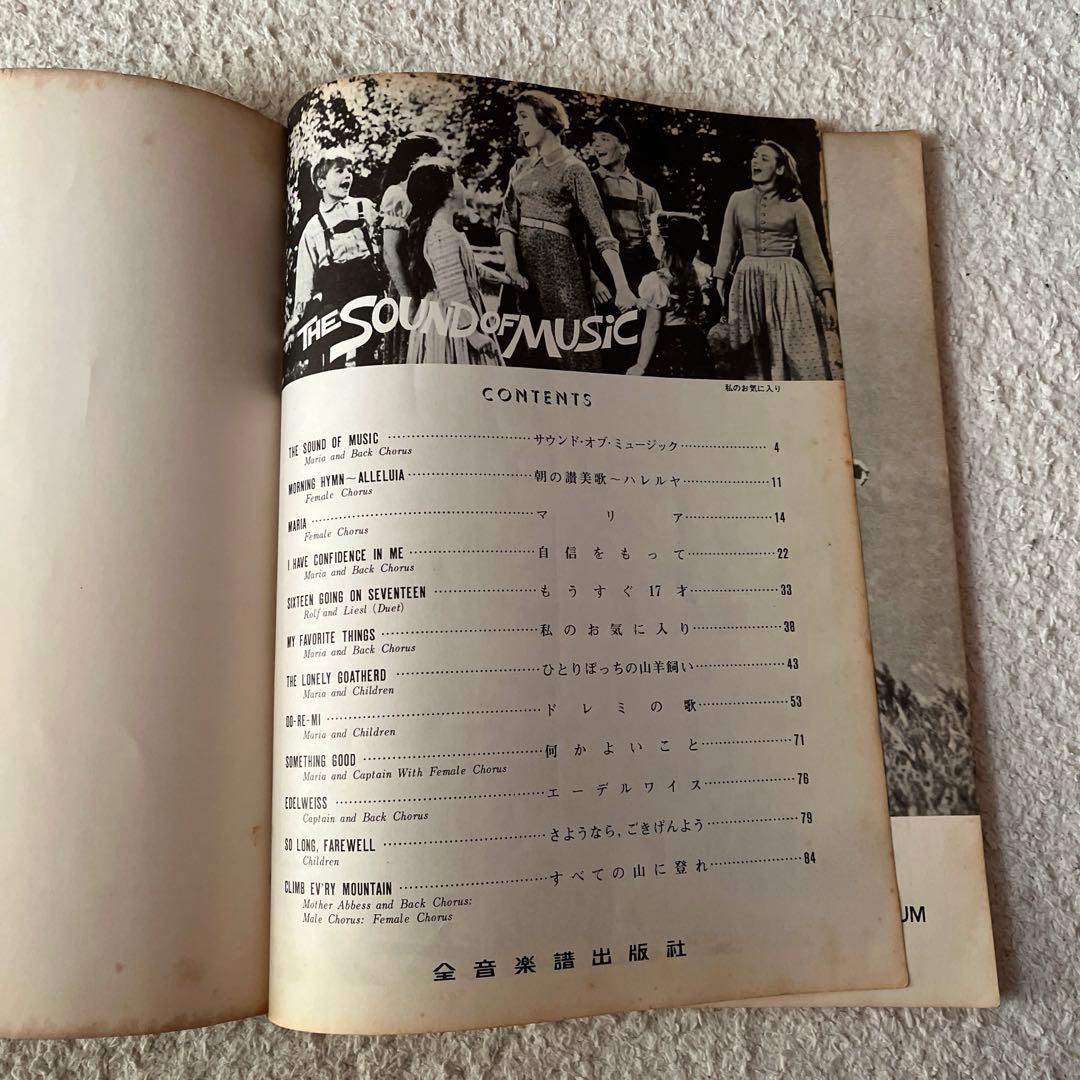 THE SOUND OF MUSIC
私のお気に入り
CONTENTS
THE SOUND OF MUSIC サウンド・オブ・ミュージック 4
Maria and Back Chorus
MORNING HYMN~ALLELUIA 朝の讃美歌~ハレルヤ 11
Female Chorus
MARIA マリア 14
Female Chorus
I HAVE CONFIDENCE IN ME 自信をもって 22
Maria and Back Chorus
SIXTEEN GOING ON SEVENTEEN もうすぐ17才 33
Rolf and Liesl (Duet)
MY FAVORITE THINGS 私のお気に入り 38
Maria and Back Chorus
THE LONELY GOATHERD ひとりぼっちの山羊飼い 43
Maria and Children
DO-RE-MI ドレミの歌 53
Maria and Children
SOMETHING GOOD 何かよいこと 71
Maria and Captain With Female Chorus
EDELWEISS エーデルワイス 76
Captain and Back Chorus
SO LONG, FAREWELL さようなら,ごきげんよう 79
Children
CLIMB EV'RY MOUNTAIN すべての山に登れ 84
Mother Abbess and Back Chorus:
Male Chorus: Female Chorus
全音楽譜出版社
UM